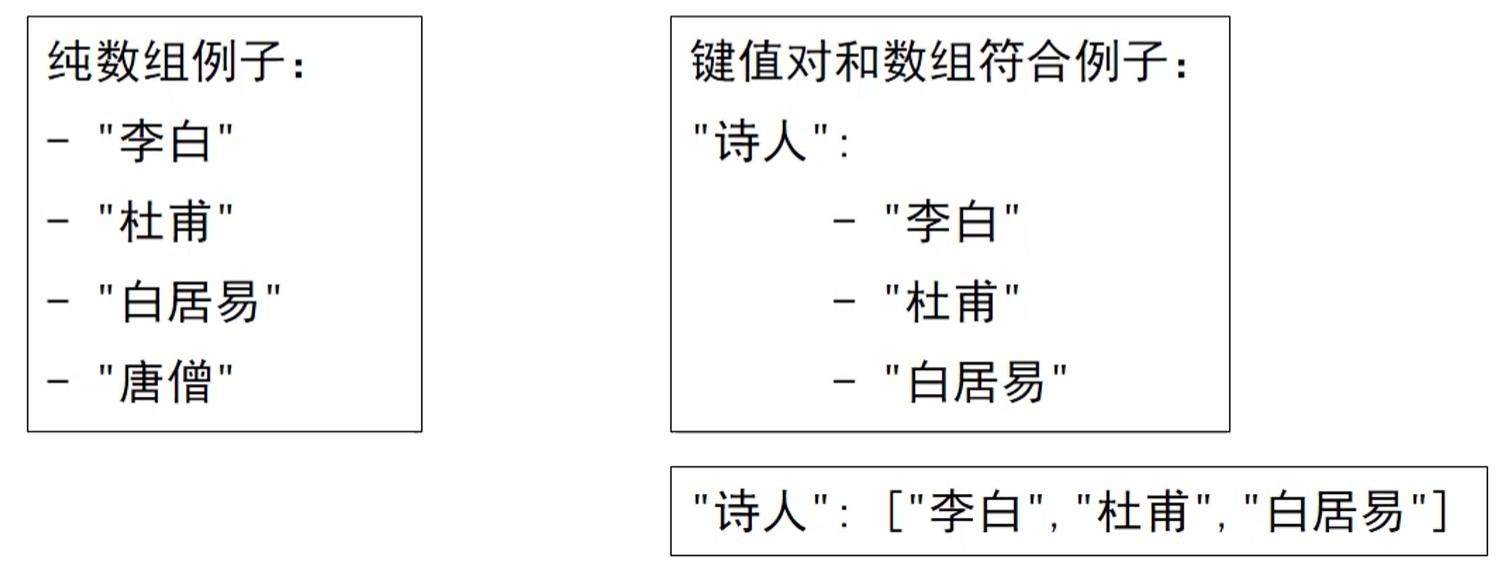 纯数组例子：
- "李白"
- "杜甫"
- "白居易"
- "唐僧"
键值对和数组符合例子：
"诗人":
- "李白"
- "杜甫"
- "白居易"
"诗人": ["李白","杜甫","白居易"]